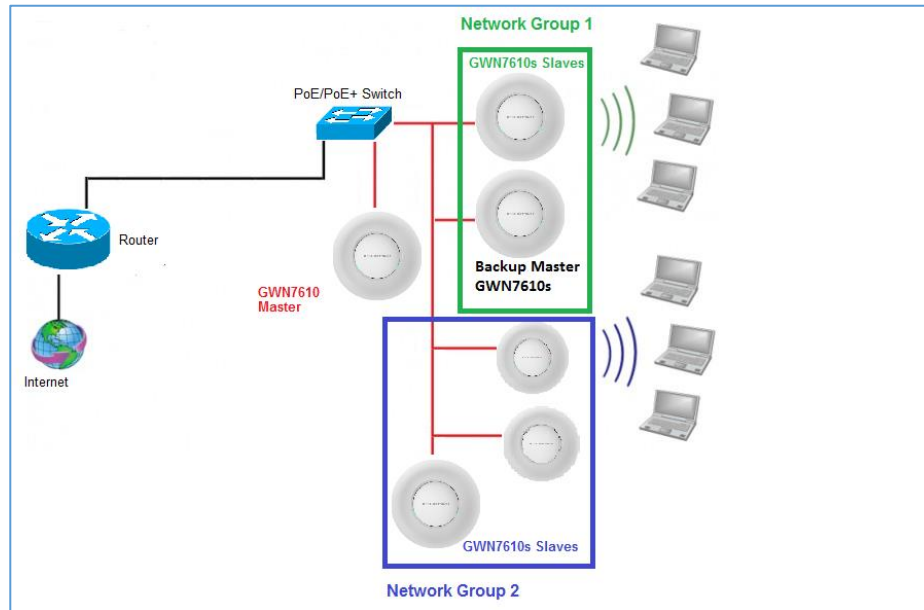 Network Group 1
GWN7610s Slaves
PoE/PoE+ Switch
Router
GWN7610
Master
Backup Master
GWN7610s
Internet
GWN7610s Slaves
Network Group 2